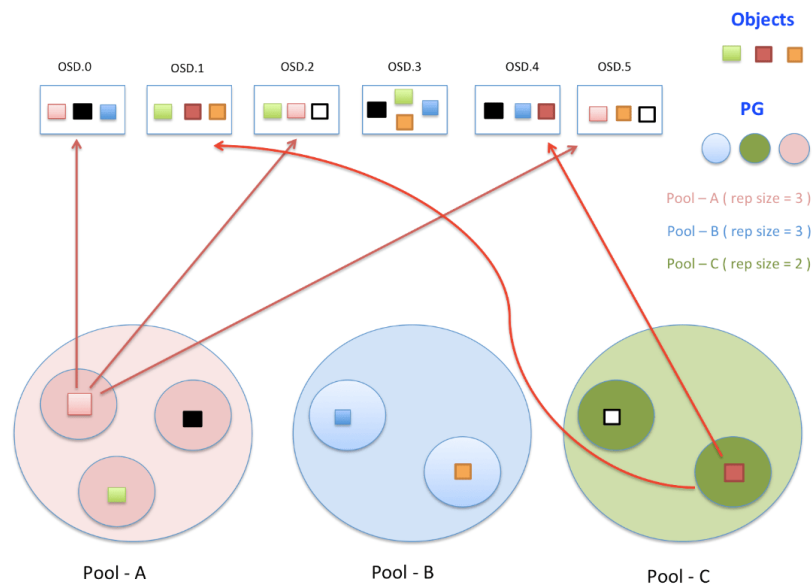 Objects
OSD.0
OSD.1
OSD.2
OSD.3
OSD.4
OSD.5
PG
Pool – A ( rep size = 3 )
Pool – B ( rep size = 3 )
Pool – C ( rep size = 2 )
Pool - A
Pool - B
Pool - C